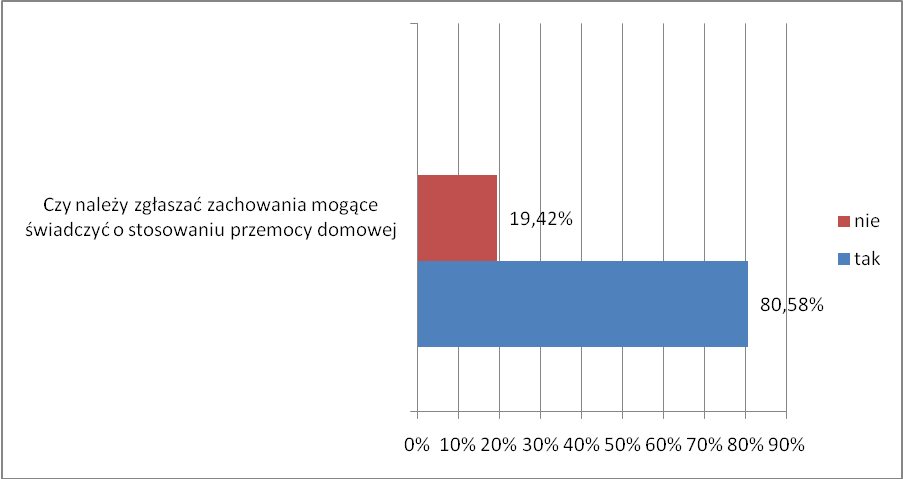 Czy należy zgłaszać zachowania mogące
świadczyć o stosowaniu przemocy domowej
19,42%
80,58%
nie
tak
0% 10% 20% 30% 40% 50% 60% 70% 80% 90%